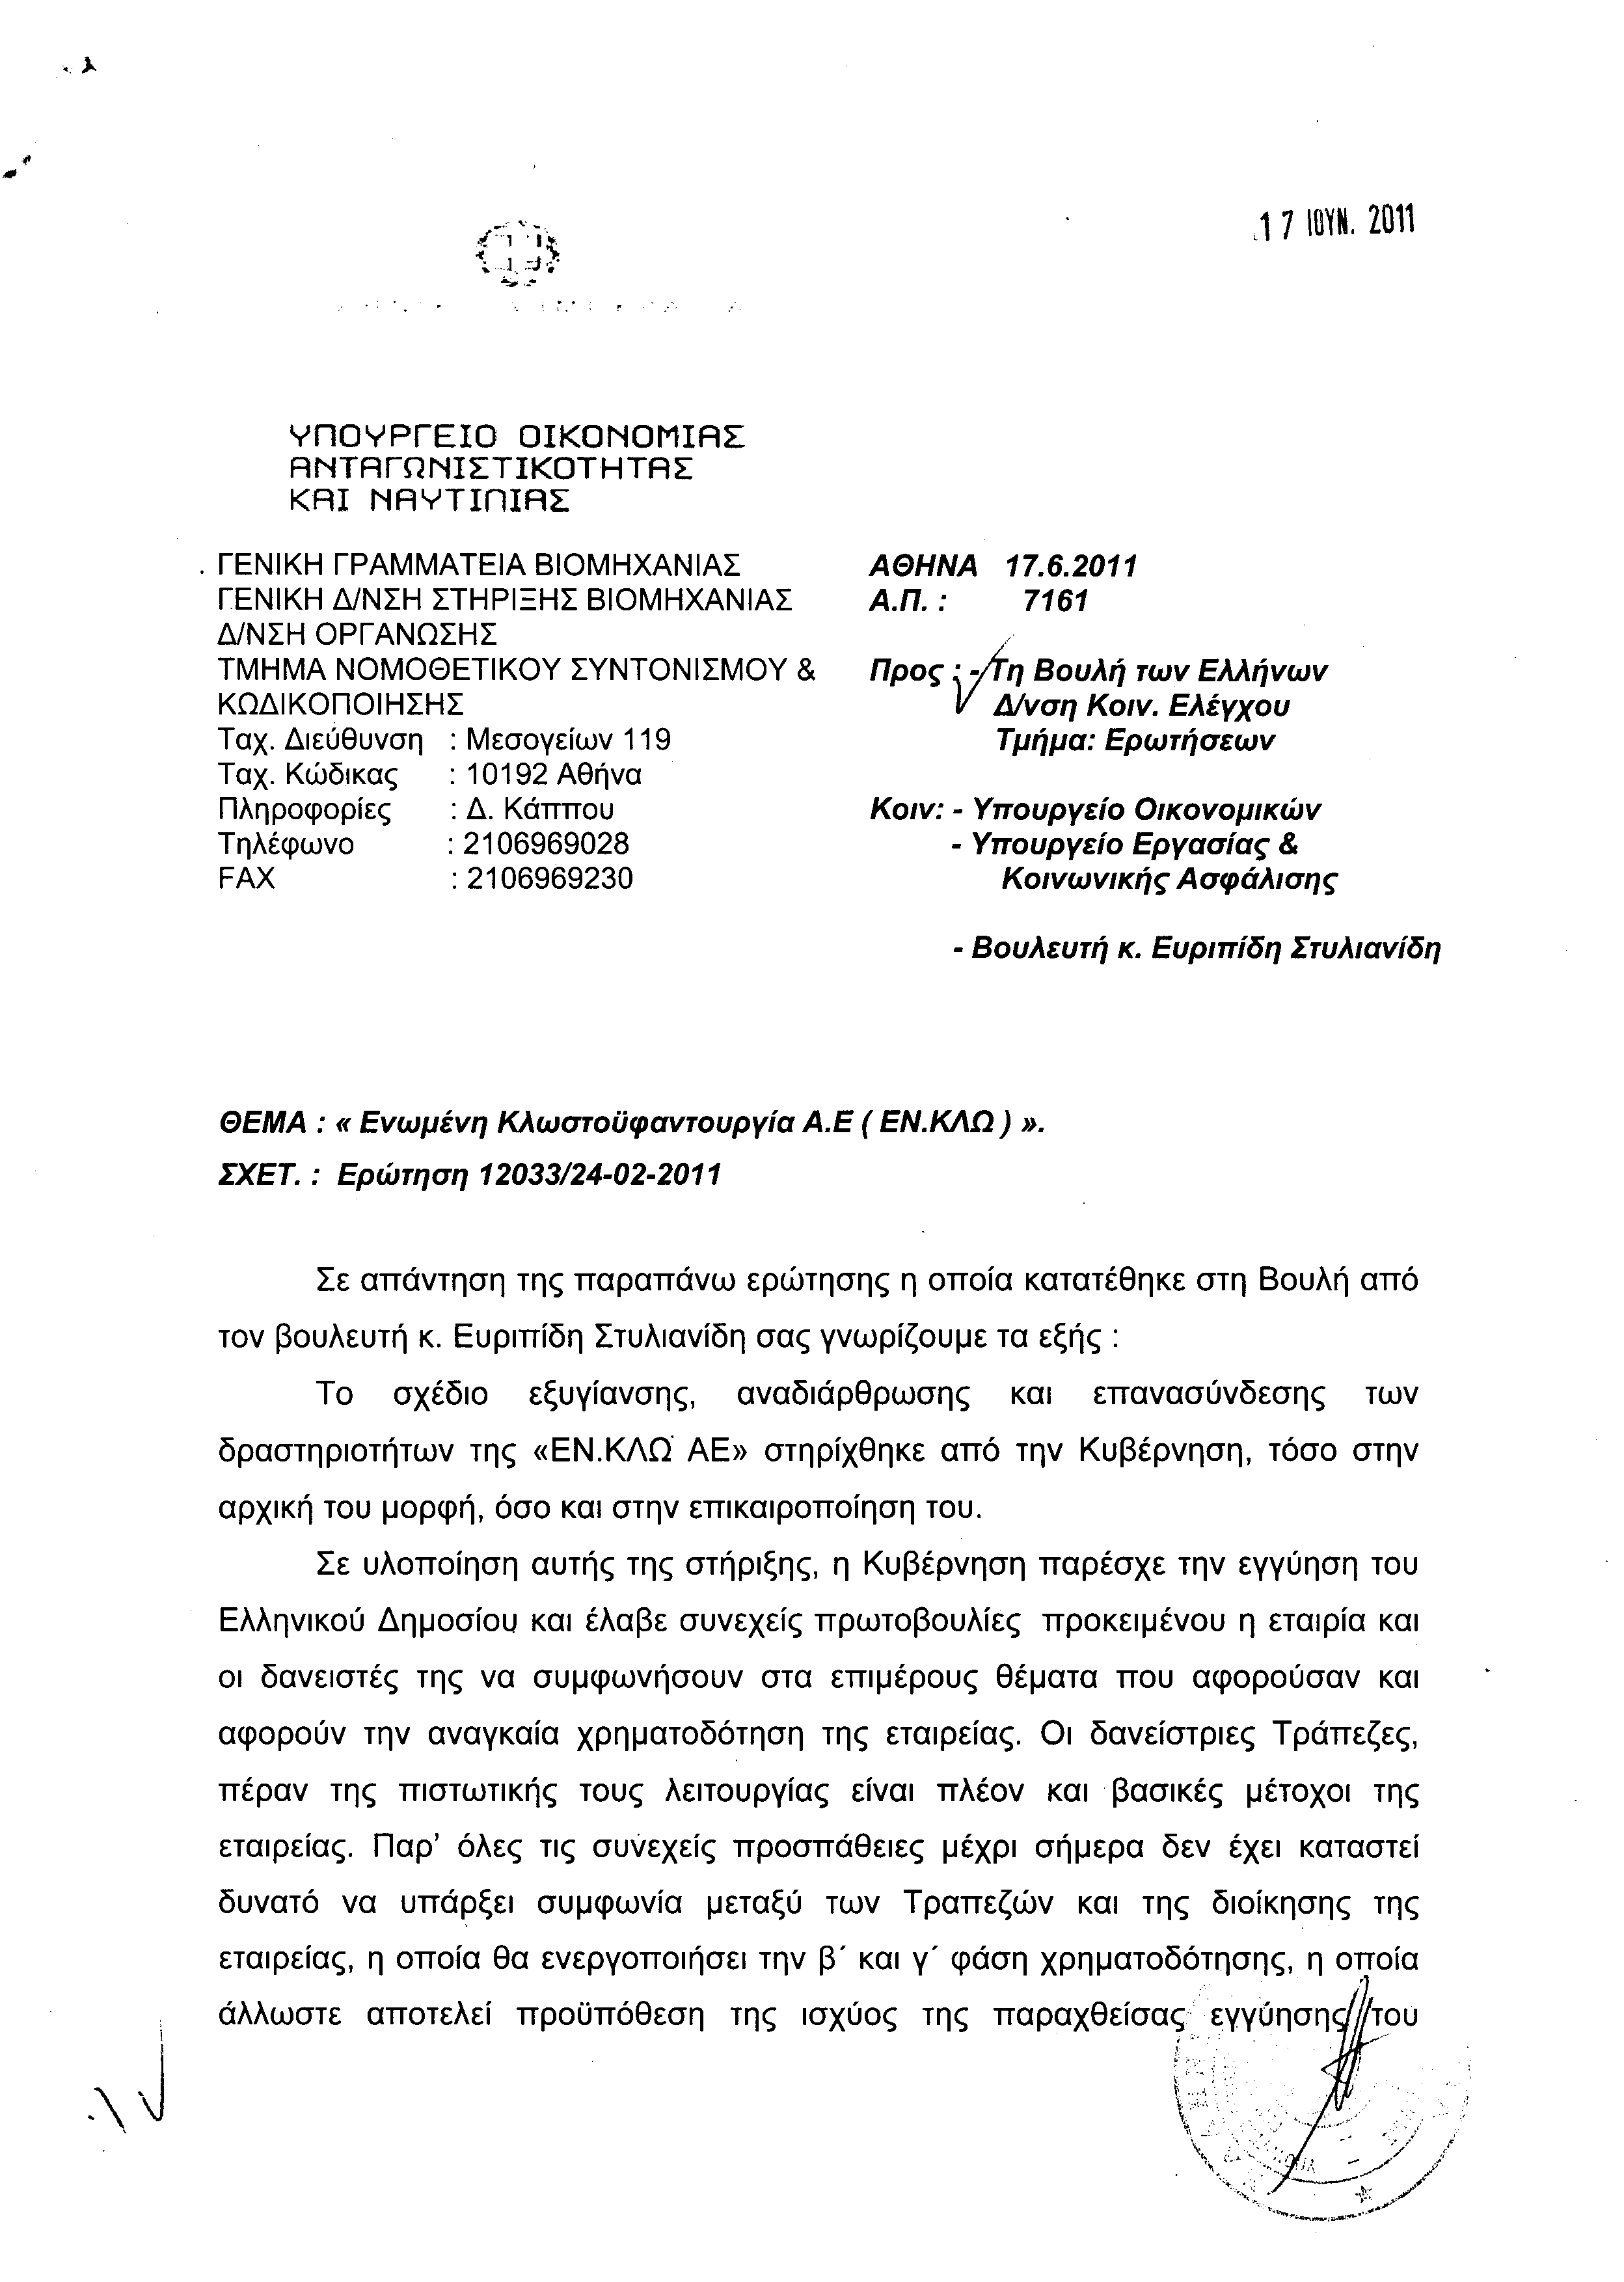 17 ΙΟΥΝ. 2011
ΥΠΟΥΡΓΕΙΟ ΟΙΚΟΝΟΜΙΑΣ
ΑΝΤΑΓΩΝΙΣΤΙΚΟΤΗΤΑΣ
ΚΑΙ ΝΑΥΤΙΛΙΑΣ
ΓΕΝΙΚΗ ΓΡΑΜΜΑΤΕΙΑ ΒΙΟΜΗΧΑΝΙΑΣ
ΓΕΝΙΚΗ Δ/ΝΣΗ ΣΤΗΡΙΞΗΣ ΒΙΟΜΗΧΑΝΙΑΣ
Δ/ΝΣΗ ΟΡΓΑΝΩΣΗΣ
ΤΜΗΜΑ ΝΟΜΟΘΕΤΙΚΟΥ ΣΥΝΤΟΝΙΣΜΟΥ &
ΚΩΔΙΚΟΠΟΙΗΣΗΣ
Ταχ. Διεύθυνση : Μεσογείων 119
Ταχ. Κώδικας : 10192 Αθήνα
Πληροφορίες : Δ. Κάππου
Τηλέφωνο : 2106969028
FAX : 2106969230
ΑΘΗΝΑ 17.6.2011
Α.Π. : 7161
Προς : - Τη Βουλή των Ελλήνων
Δ/νση Κοιν. Ελέγχου
Τμήμα: Ερωτήσεων
Κοιν: - Υπουργείο Οικονομικών
- Υπουργείο Εργασίας &
Κοινωνικής Ασφάλισης
- Βουλευτή κ. Ευριπίδη Στυλιανίδη
ΘΕΜΑ : « Ενωμένη Κλωστοϋφαντουργία Α.Ε ( ΕΝ.ΚΛΩ ) ».
ΣΧΕΤ. : Ερώτηση 12033/24-02-2011
Σε απάντηση της παραπάνω ερώτησης η οποία κατατέθηκε στη Βουλή από
τον βουλευτή κ. Ευριπίδη Στυλιανίδη σας γνωρίζουμε τα εξής :
Το σχέδιο εξυγίανσης, αναδιάρθρωσης και επανασύνδεσης των
δραστηριοτήτων της «ΕΝ.ΚΛΩ ΑΕ» στηρίχθηκε από την Κυβέρνηση, τόσο στην
αρχική του μορφή, όσο και στην επικαιροποίηση του.
Σε υλοποίηση αυτής της στήριξης, η Κυβέρνηση παρέσχε την εγγύηση του
Ελληνικού Δημοσίου και έλαβε συνεχείς πρωτοβουλίες προκειμένου η εταιρία και
οι δανειστές της να συμφωνήσουν στα επιμέρους θέματα που αφορούσαν και
αφορούν την αναγκαία χρηματοδότηση της εταιρείας. Οι δανείστριες Τράπεζες,
πέραν της πιστωτικής τους λειτουργίας είναι πλέον και βασικές μέτοχοι της
εταιρείας. Παρ’ όλες τις συνεχείς προσπάθειες μέχρι σήμερα δεν έχει καταστεί
δυνατό να υπάρξει συμφωνία μεταξύ των Τραπεζών και της διοίκησης της
εταιρείας, η οποία θα ενεργοποιήσει την β΄ και γ΄ φάση χρηματοδότησης, η οποία
άλλωστε αποτελεί προϋπόθεση της ισχύος της παραχθείσας εγγύησης του